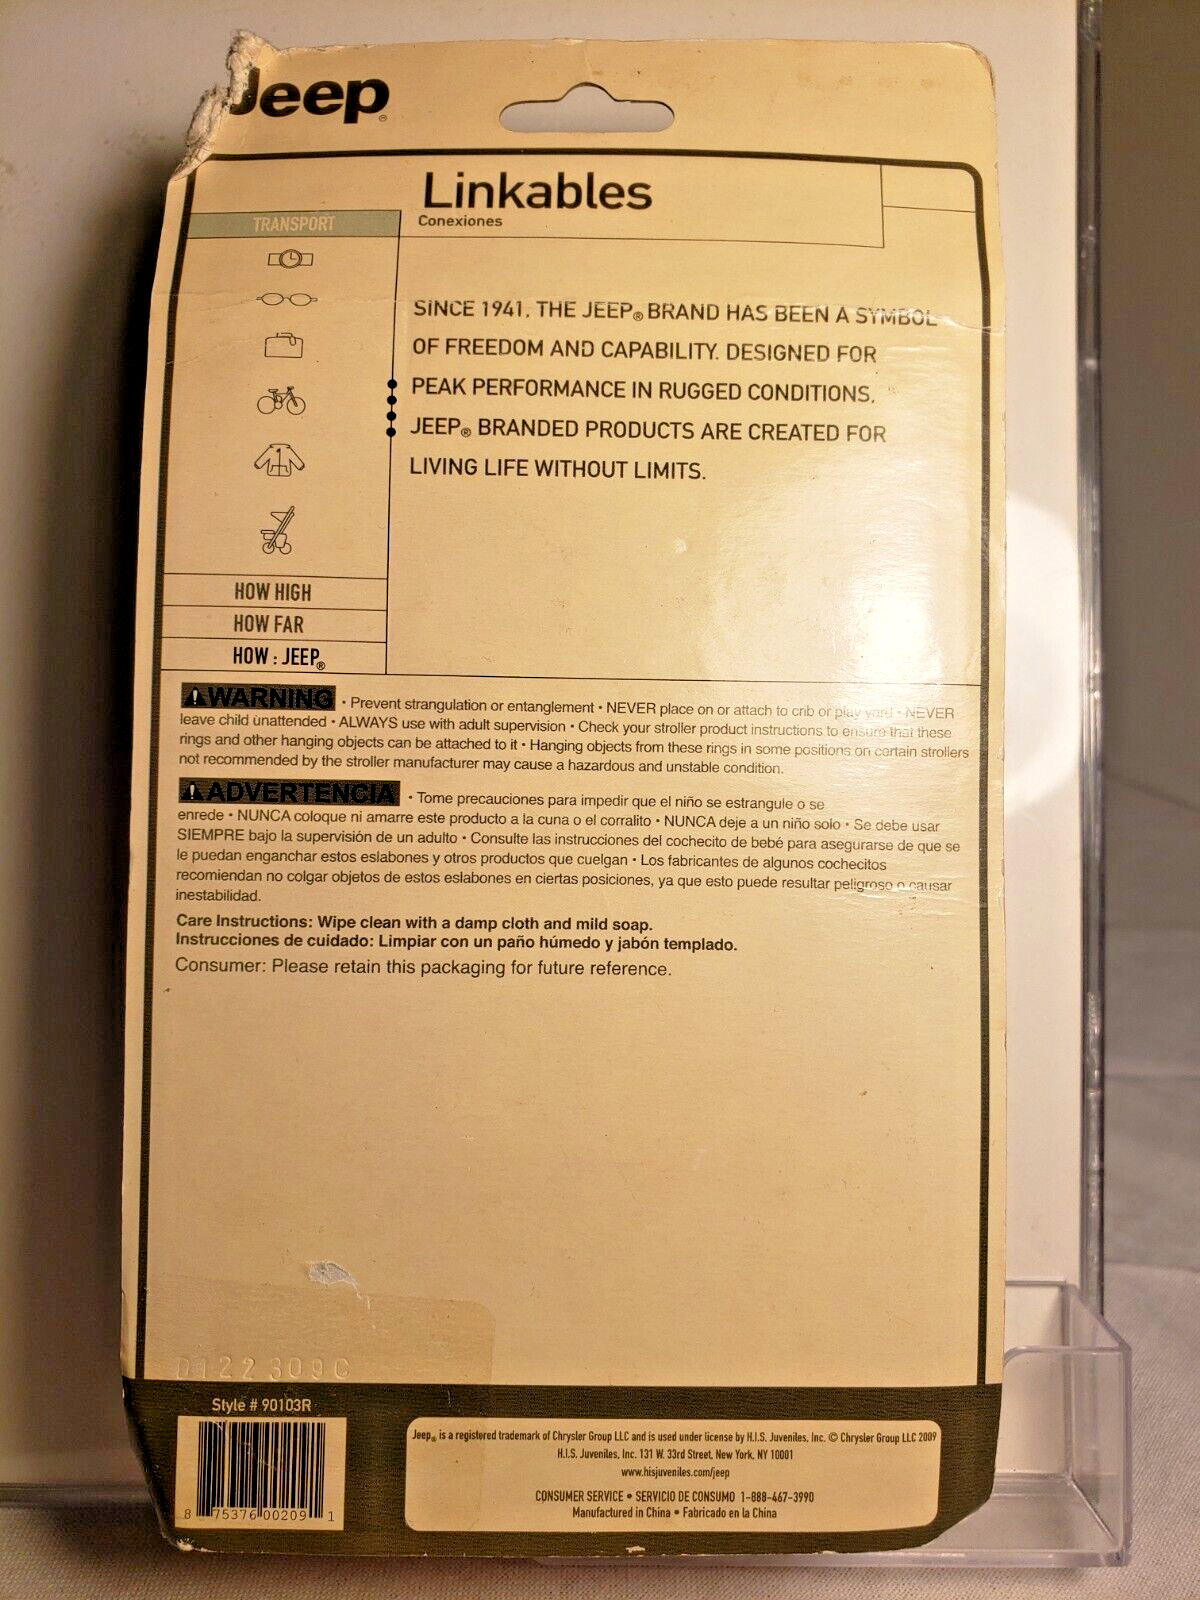 Jeep®
Linkables
Conexiones
TRANSPORT
SINCE 1941, THE JEEP® BRAND HAS BEEN A SYMBOL
OF FREEDOM AND CAPABILITY. DESIGNED FOR
PEAK PERFORMANCE IN RUGGED CONDITIONS,
JEEP® BRANDED PRODUCTS ARE CREATED FOR
LIVING LIFE WITHOUT LIMITS.
HOW HIGH
HOW FAR
HOW : JEEP®
WARNING • Prevent strangulation or entanglement • NEVER place on or attach to crib or play yard • NEVER
leave child unattended • ALWAYS use with adult supervision • Check your stroller product instructions to ensure that these
rings and other hanging objects can be attached to it • Hanging objects from these rings in some positions on certain strollers
not recommended by the stroller manufacturer may cause a hazardous and unstable condition.
ADVERTENCIA • Tome precauciones para impedir que el niño se estrangule o se
enrede • NUNCA coloque ni amarre este producto a la cuna o el corralito • NUNCA deje a un niño solo • Se debe usar
SIEMPRE bajo la supervisión de un adulto • Consulte las instrucciones del cochecito de bebé para asegurarse de que se
le puedan enganchar estos eslabones y otros productos que cuelgan • Los fabricantes de algunos cochecitos
recomiendan no colgar objetos de estos eslabones en ciertas posiciones, ya que esto puede resultar peligroso o causar
inestabilidad.
Care Instructions: Wipe clean with a damp cloth and mild soap.
Instrucciones de cuidado: Limpiar con un paño húmedo y jabón templado.
Consumer: Please retain this packaging for future reference.
D122309C
Style # 90103R
8 75376 00209 1
Jeep® is a registered trademark of Chrysler Group LLC and is used under license by H.I.S. Juveniles, Inc. © Chrysler Group LLC 2009
H.I.S. Juveniles, Inc. 131 W. 33rd Street, New York, NY 10001
www.hisjuveniles.com/jeep
CONSUMER SERVICE • SERVICIO DE CONSUMO 1-888-467-3990
Manufactured in China • Fabricado en la China